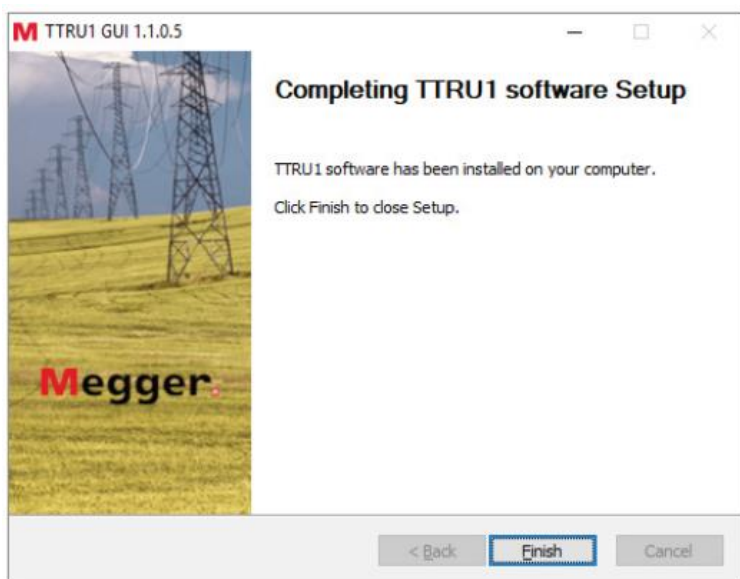 M TTRU1 GUI 1.1.0.5
Completing TTRU1 software Setup
TTRU1 software has been installed on your computer.
Click Finish to close Setup.
Megger.
< Back
Finish
Cancel